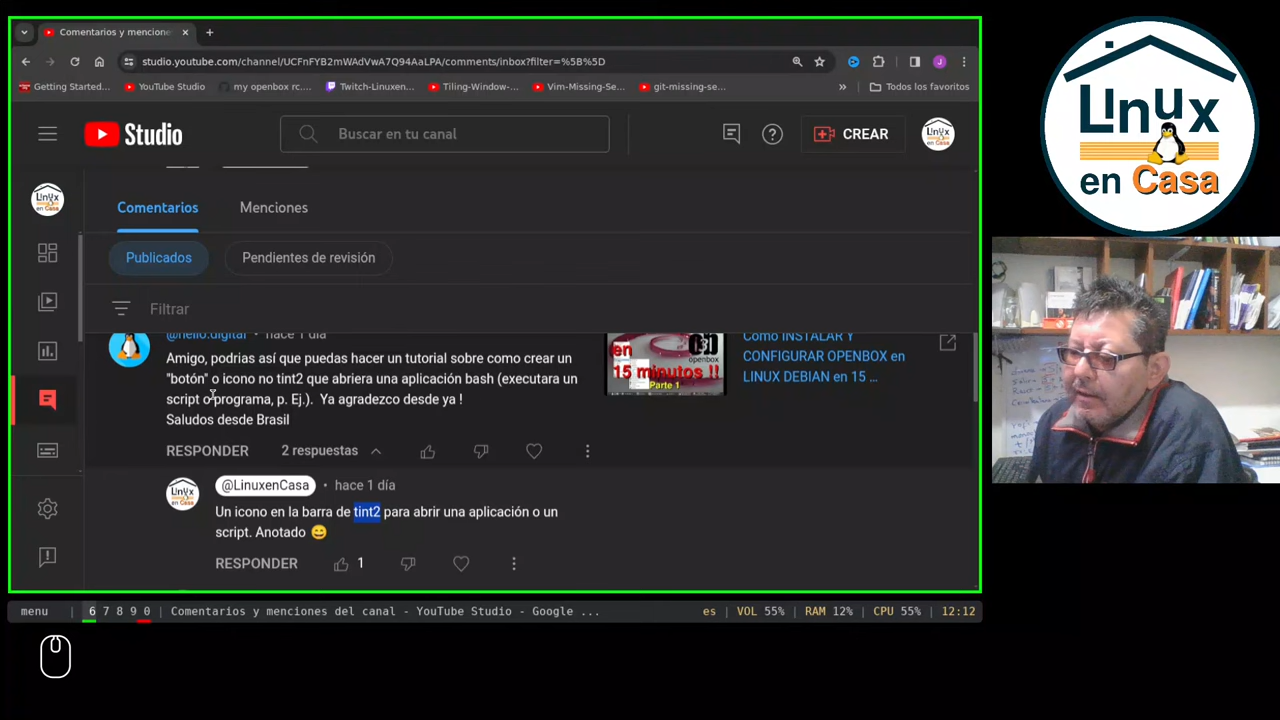 Comentarios y mencione
studio.youtube.com/channel/UCFnFYB2mWAdVwA7Q94AaLPA/comments/inbox?filter=%5B%5D
J
Getting Started...
YouTube Studio
my openbox rc....
Twitch-Linuxen...
Tiling-Window-...
Vim-Missing-Se...
git-missing-se...
Todos los favoritos
Studio
Buscar en tu canal
CREAR
LInUx
en Casa
Comentarios
Menciones
Publicados
Pendientes de revisión
Filtrar
@hello.digital • hace 1 día
Amigo, podrias así que puedas hacer un tutorial sobre como crear un
"botón" o icono no tint2 que abriera una aplicación bash (executara un
script o programa, p. Ej.). Ya agradezco desde ya !
Saludos desde Brasil
en
openbox
15 minutos !!
Parte 1
Cómo INSTALAR Y
CONFIGURAR OPENBOX en
LINUX DEBIAN en 15 ...
RESPONDER
2 respuestas
@LinuxenCasa • hace 1 día
Un icono en la barra de tint2 para abrir una aplicación o un
script. Anotado 😄
RESPONDER
1
menu | 6 7 8 9 0 | Comentarios y menciones del canal - YouTube Studio - Google ...
es | VOL 55% | RAM 12% | CPU 55% | 12:12